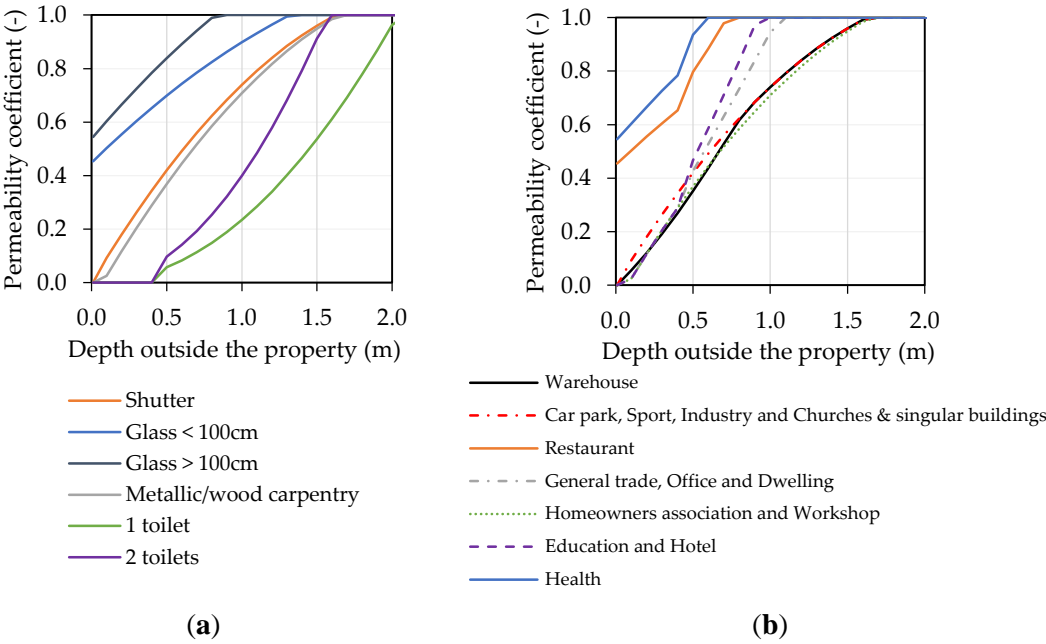 Permeability coefficient (-)
1.0
0.8
0.6
0.4
0.2
0.0
0.0 0.5 1.0 1.5 2.0
Depth outside the property (m)
Shutter
Glass < 100cm
Glass > 100cm
Metallic/wood carpentry
1 toilet
2 toilets
(a)
Permeability coefficient (-)
1.0
0.8
0.6
0.4
0.2
0.0
0.0 0.5 1.0 1.5 2.0
Depth outside the property (m)
Warehouse
Car park, Sport, Industry and Churches & singular buildings
Restaurant
General trade, Office and Dwelling
Homeowners association and Workshop
Education and Hotel
Health
(b)